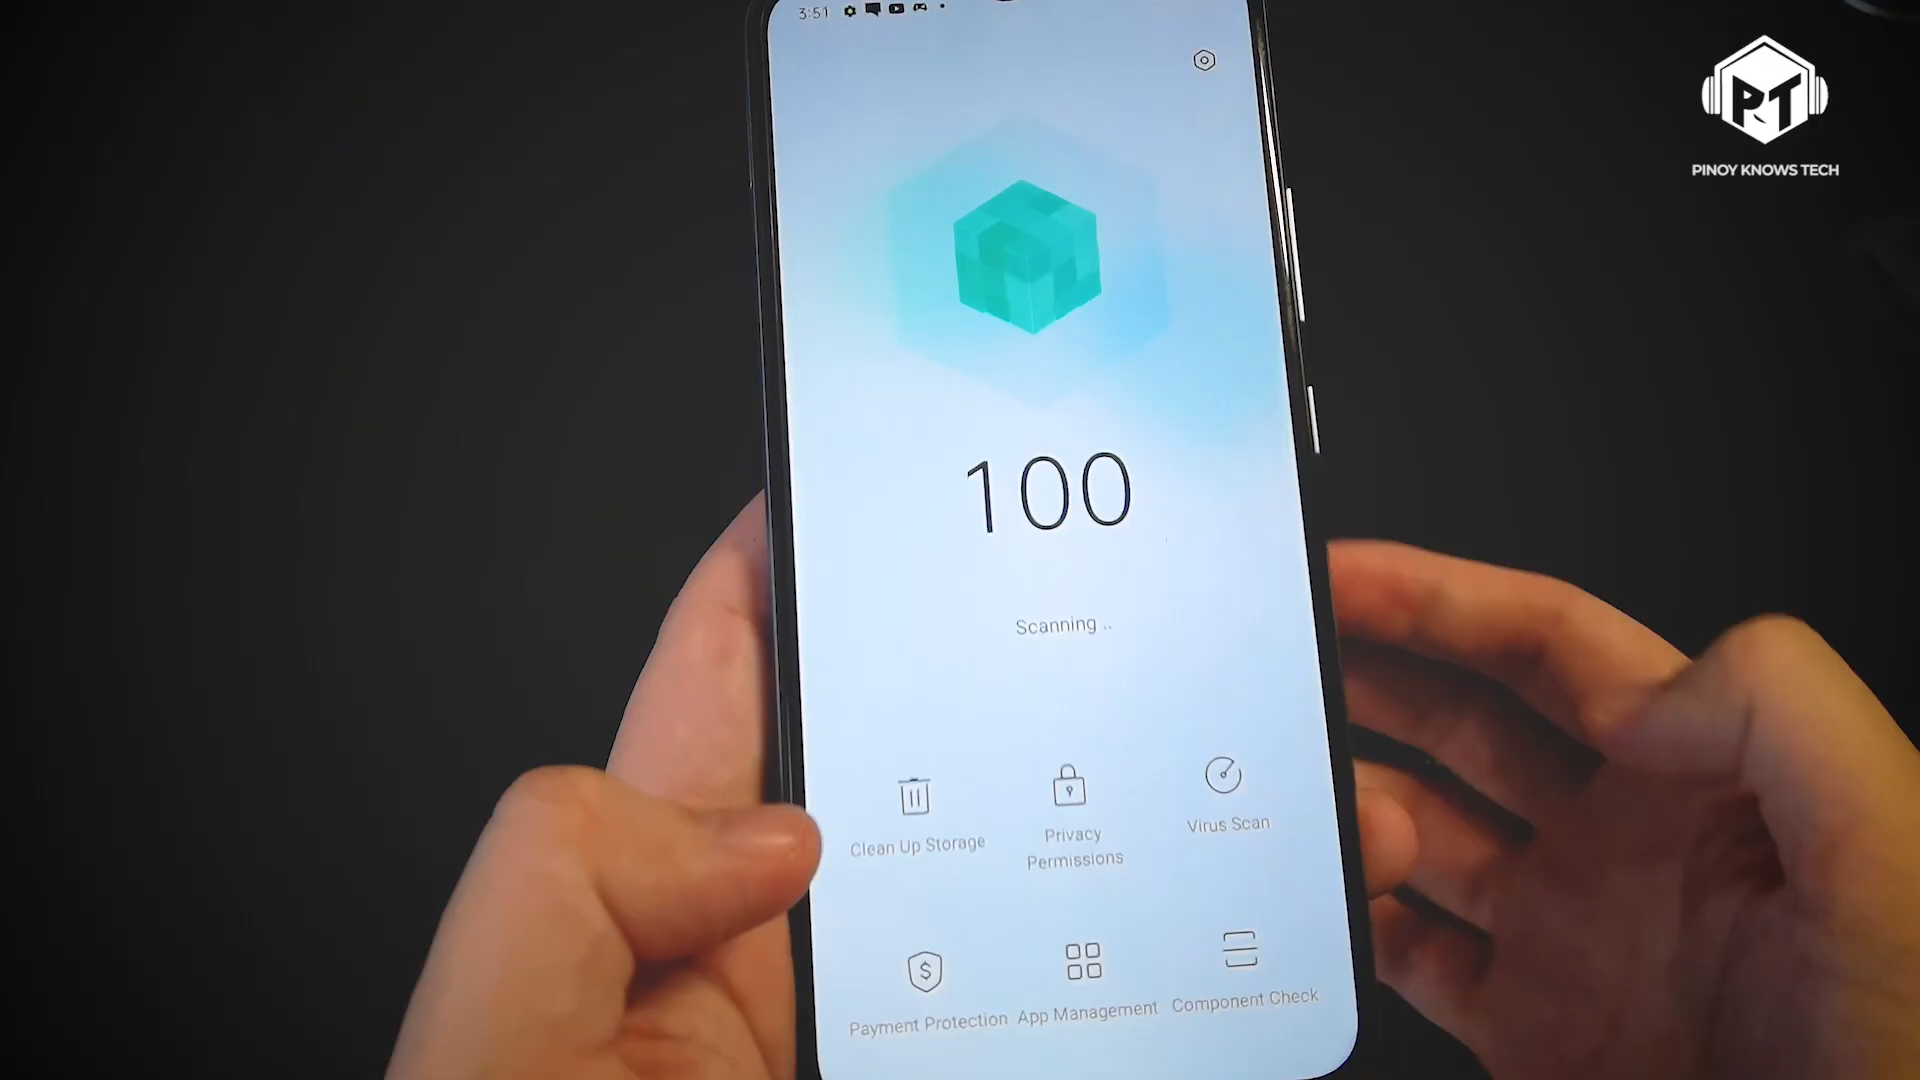 3:51
PT
PINOY KNOWS TECH
100
Scanning ..
Clean Up Storage
Privacy
Permissions
Virus Scan
Payment Protection
App Management
Component Check